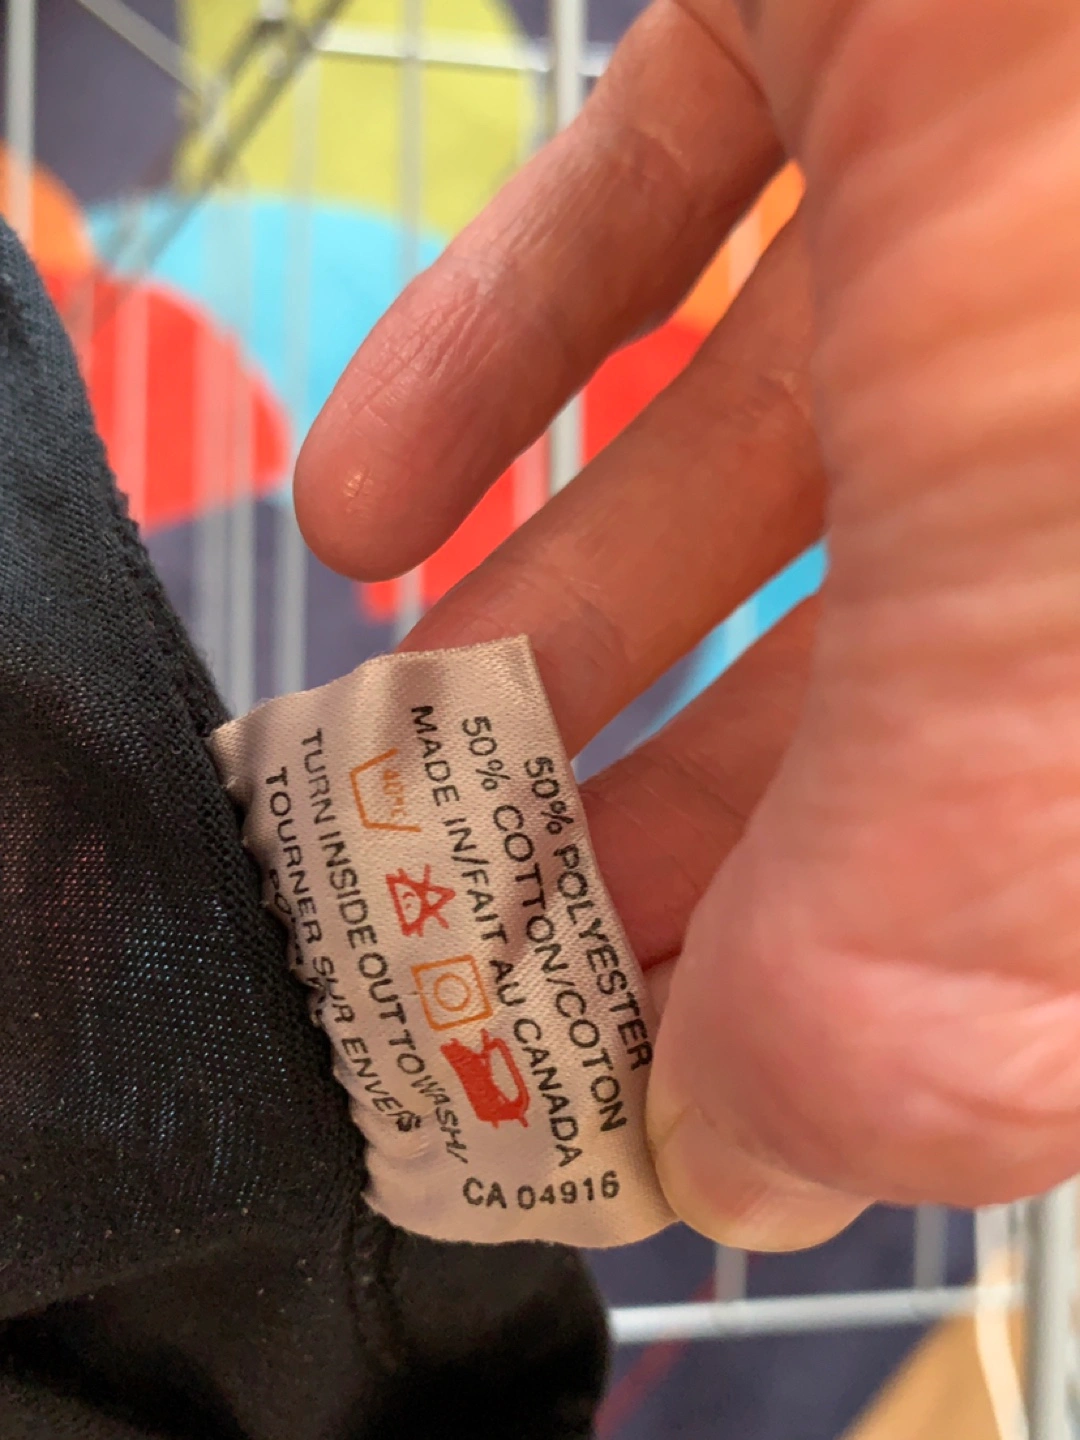 50% POLYESTER
50% COTTON/COTON
MADE IN/FAIT AU CANADA
40°C
TURN INSIDE OUT TO WASH/
TOURNER SUR ENVERS
CA 04916